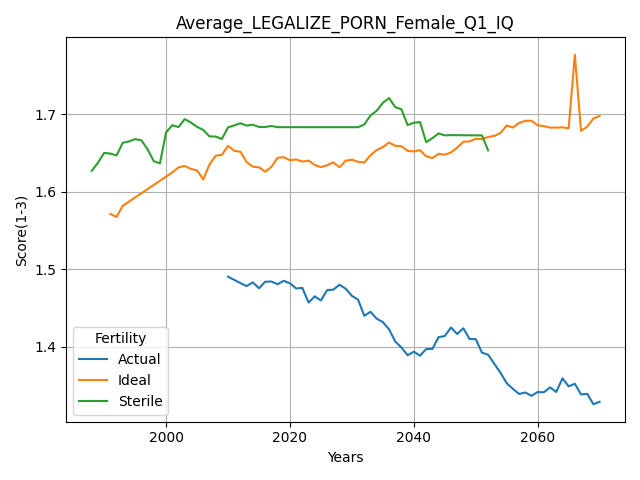 Average_LEGALIZE_PORN_Female_Q1_IQ
Score(1-3)
1.7
1.6
1.5
1.4
Fertility
Actual
Ideal
Sterile
2000
2020
2040
2060
Years